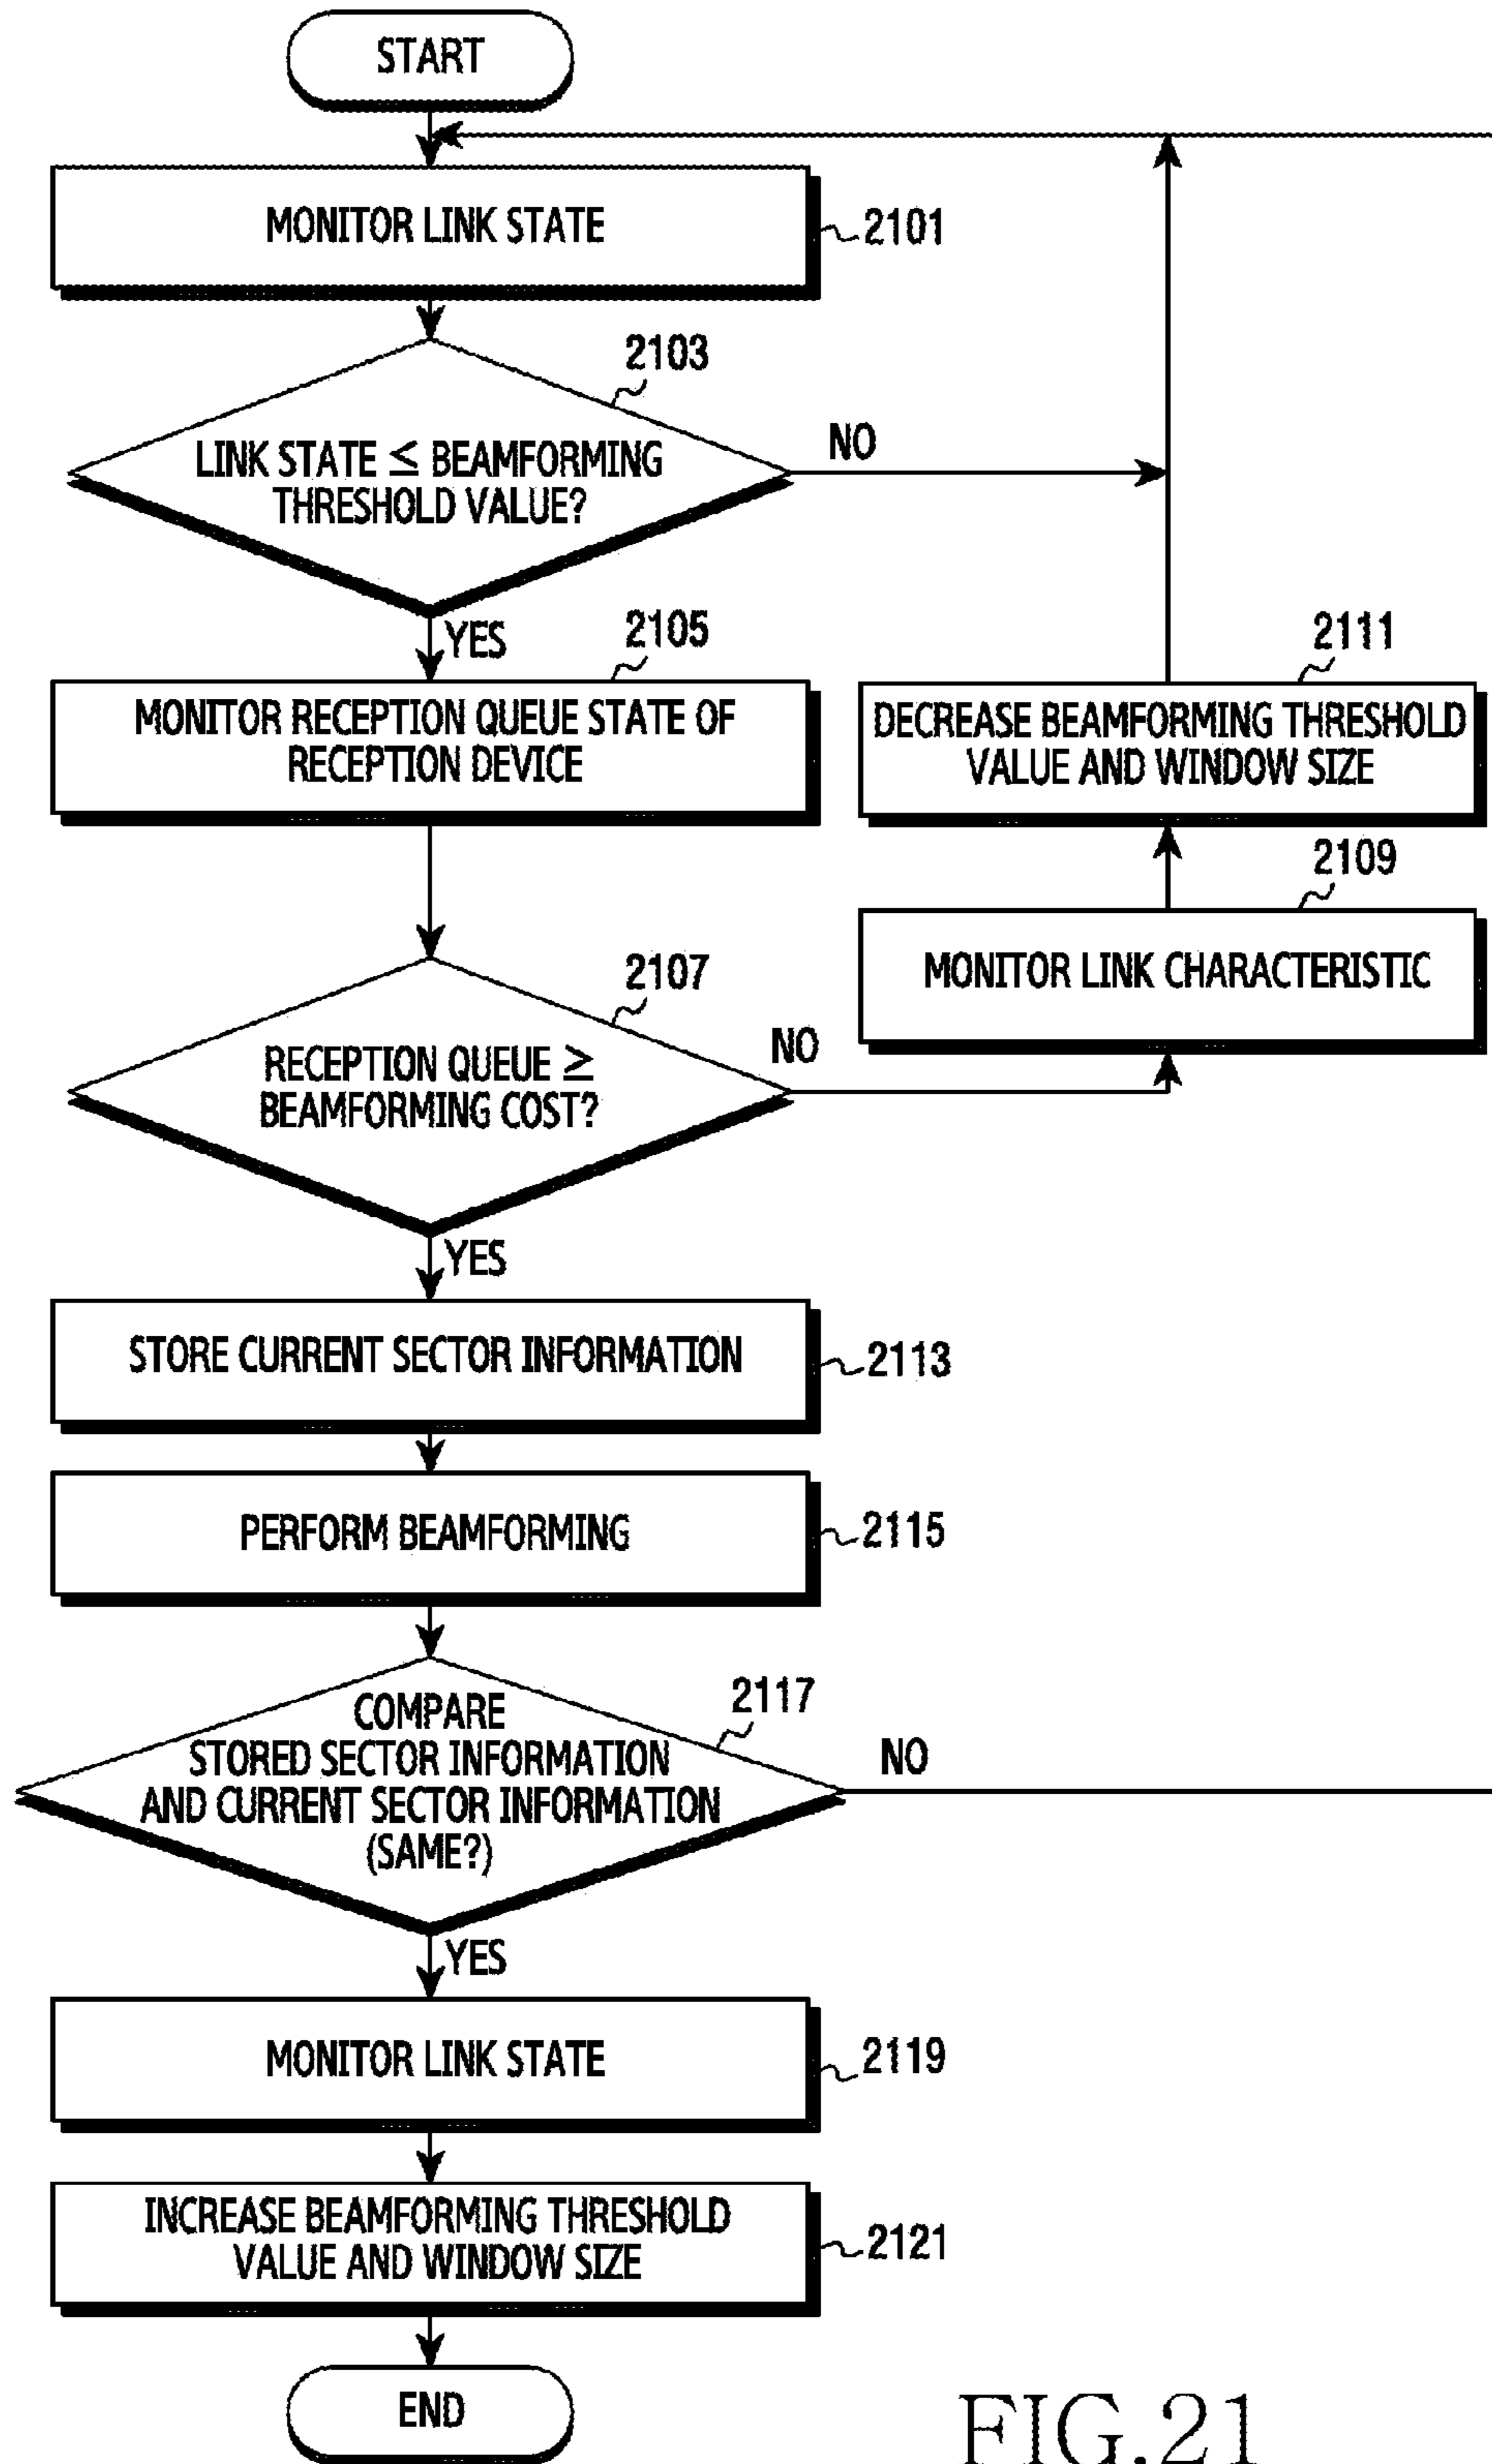 START
MONITOR LINK STATE
2101
2103
LINK STATE ≤ BEAMFORMING
THRESHOLD VALUE?
NO
YES
2105
MONITOR RECEPTION QUEUE STATE OF
RECEPTION DEVICE
2111
DECREASE BEAMFORMING THRESHOLD
VALUE AND WINDOW SIZE
2109
MONITOR LINK CHARACTERISTIC
2107
RECEPTION QUEUE ≥
BEAMFORMING COST?
NO
YES
STORE CURRENT SECTOR INFORMATION
2113
PERFORM BEAMFORMING
2115
2117
COMPARE
STORED SECTOR INFORMATION
AND CURRENT SECTOR INFORMATION
(SAME?)
NO
YES
MONITOR LINK STATE
2119
INCREASE BEAMFORMING THRESHOLD
VALUE AND WINDOW SIZE
2121
END
FIG.21